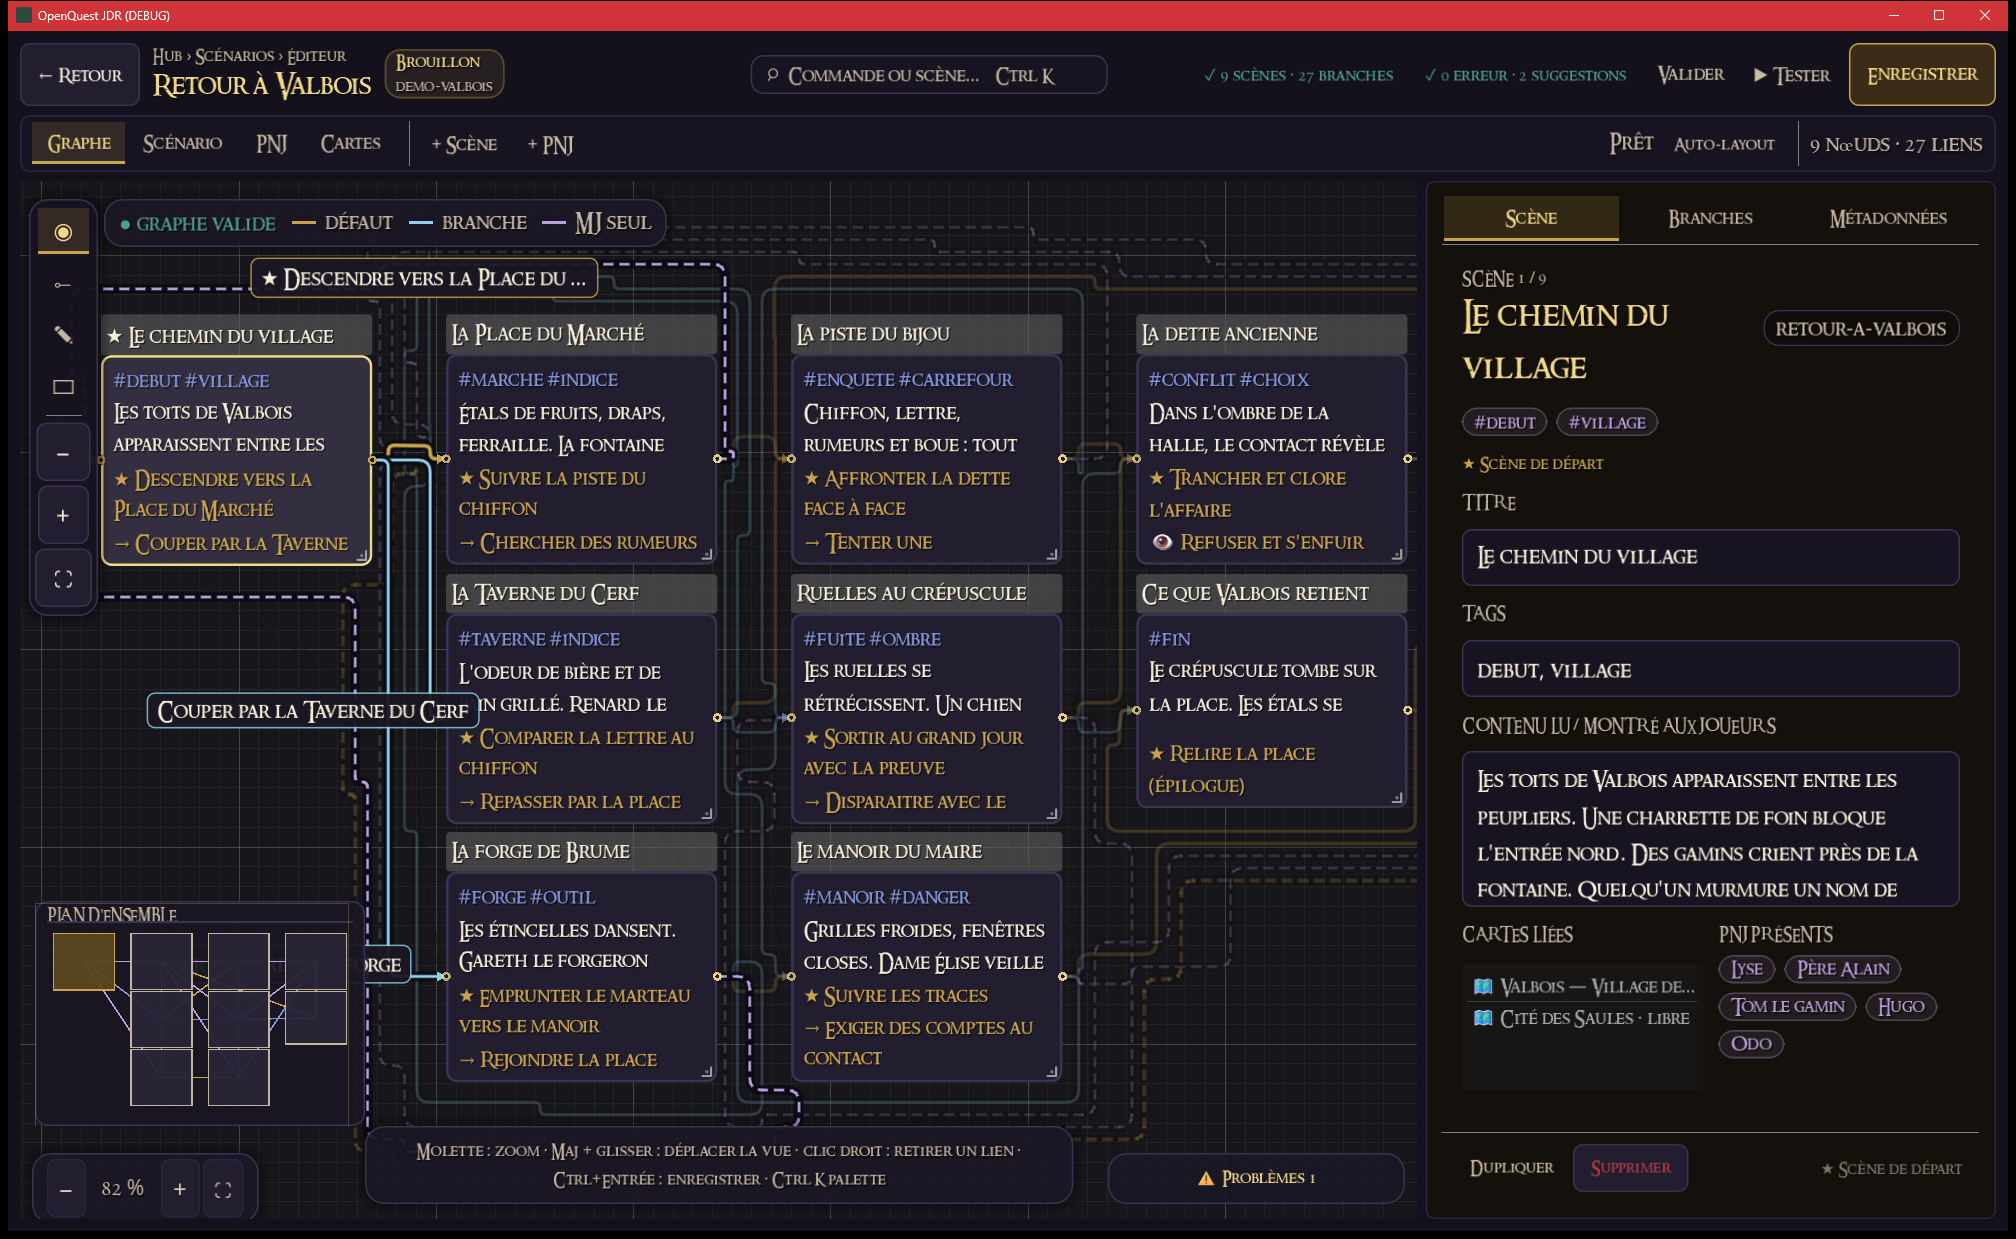 OpenQuest JDR (DEBUG)
← Retour
Hub › Scénarios › Éditeur
Retour à Valbois
Brouillon
demo-valbois
Commande ou scène... Ctrl K
✓ 9 scènes · 27 branches
✓ 0 erreur · 2 suggestions
Valider
▶ Tester
Enregistrer
Graphe
Scénario
PNJ
Cartes
+ Scène
+ PNJ
Prêt
Auto-layout
9 nœuds · 27 liens
● Graphe valide
Défaut
Branche
MJ seul
★ Descendre vers la Place du ...
★ Le chemin du village
#debut #village
Les toits de Valbois
apparaissent entre les
★ Descendre vers la
Place du Marché
→ Couper par la Taverne
La Place du Marché
#marche #indice
Étals de fruits, draps,
ferraille. La fontaine
★ Suivre la piste du
chiffon
→ Chercher des rumeurs
La piste du bijou
#enquete #carrefour
Chiffon, lettre,
rumeurs et boue : tout
★ Affronter la dette
face à face
→ Tenter une
La dette ancienne
#conflit #choix
Dans l'ombre de la
halle, le contact révèle
★ Trancher et clore
l'affaire
👁 Refuser et s'enfuir
La Taverne du Cerf
#taverne #indice
L'odeur de bière et de
in grillé. Renard le
★ Comparer la lettre au
chiffon
→ Repasser par la place
Couper par la Taverne du Cerf
Ruelles au crépuscule
#fuite #ombre
Les ruelles se
rétrécissent. Un chien
★ Sortir au grand jour
avec la preuve
→ Disparaitre avec le
Ce que Valbois retient
#fin
Le crépuscule tombe sur
la place. Les étals se
★ Relire la place
(épilogue)
La forge de Brume
#forge #outil
Les étincelles dansent.
Gareth le forgeron
★ Emprunter le marteau
vers le manoir
→ Rejoindre la place
Le manoir du maire
#manoir #danger
Grilles froides, fenêtres
closes. Dame Élise veille
★ Suivre les traces
→ Exiger des comptes au
contact
Plan d'ensemble
orge
− 82 % +
Molette : zoom · Maj + glisser : déplacer la vue · clic droit : retirer un lien ·
Ctrl+Entrée : enregistrer · Ctrl K palette
⚠ Problèmes 1
Scène
Branches
Métadonnées
Scène 1 / 9
Le chemin du
village
retour-a-valbois
#debut
#village
★ Scène de départ
Titre
Le chemin du village
Tags
debut, village
Contenu lu / montré aux joueurs
Les toits de Valbois apparaissent entre les
peupliers. Une charrette de foin bloque
l'entrée nord. Des gamins crient près de la
fontaine. Quelqu'un murmure un nom de
Cartes liées
Valbois — Village de...
Cité des Saules · libre
PNJ présents
Lyse
Père Alain
Tom le gamin
Hugo
Odo
Dupliquer
Supprimer
★ Scène de départ